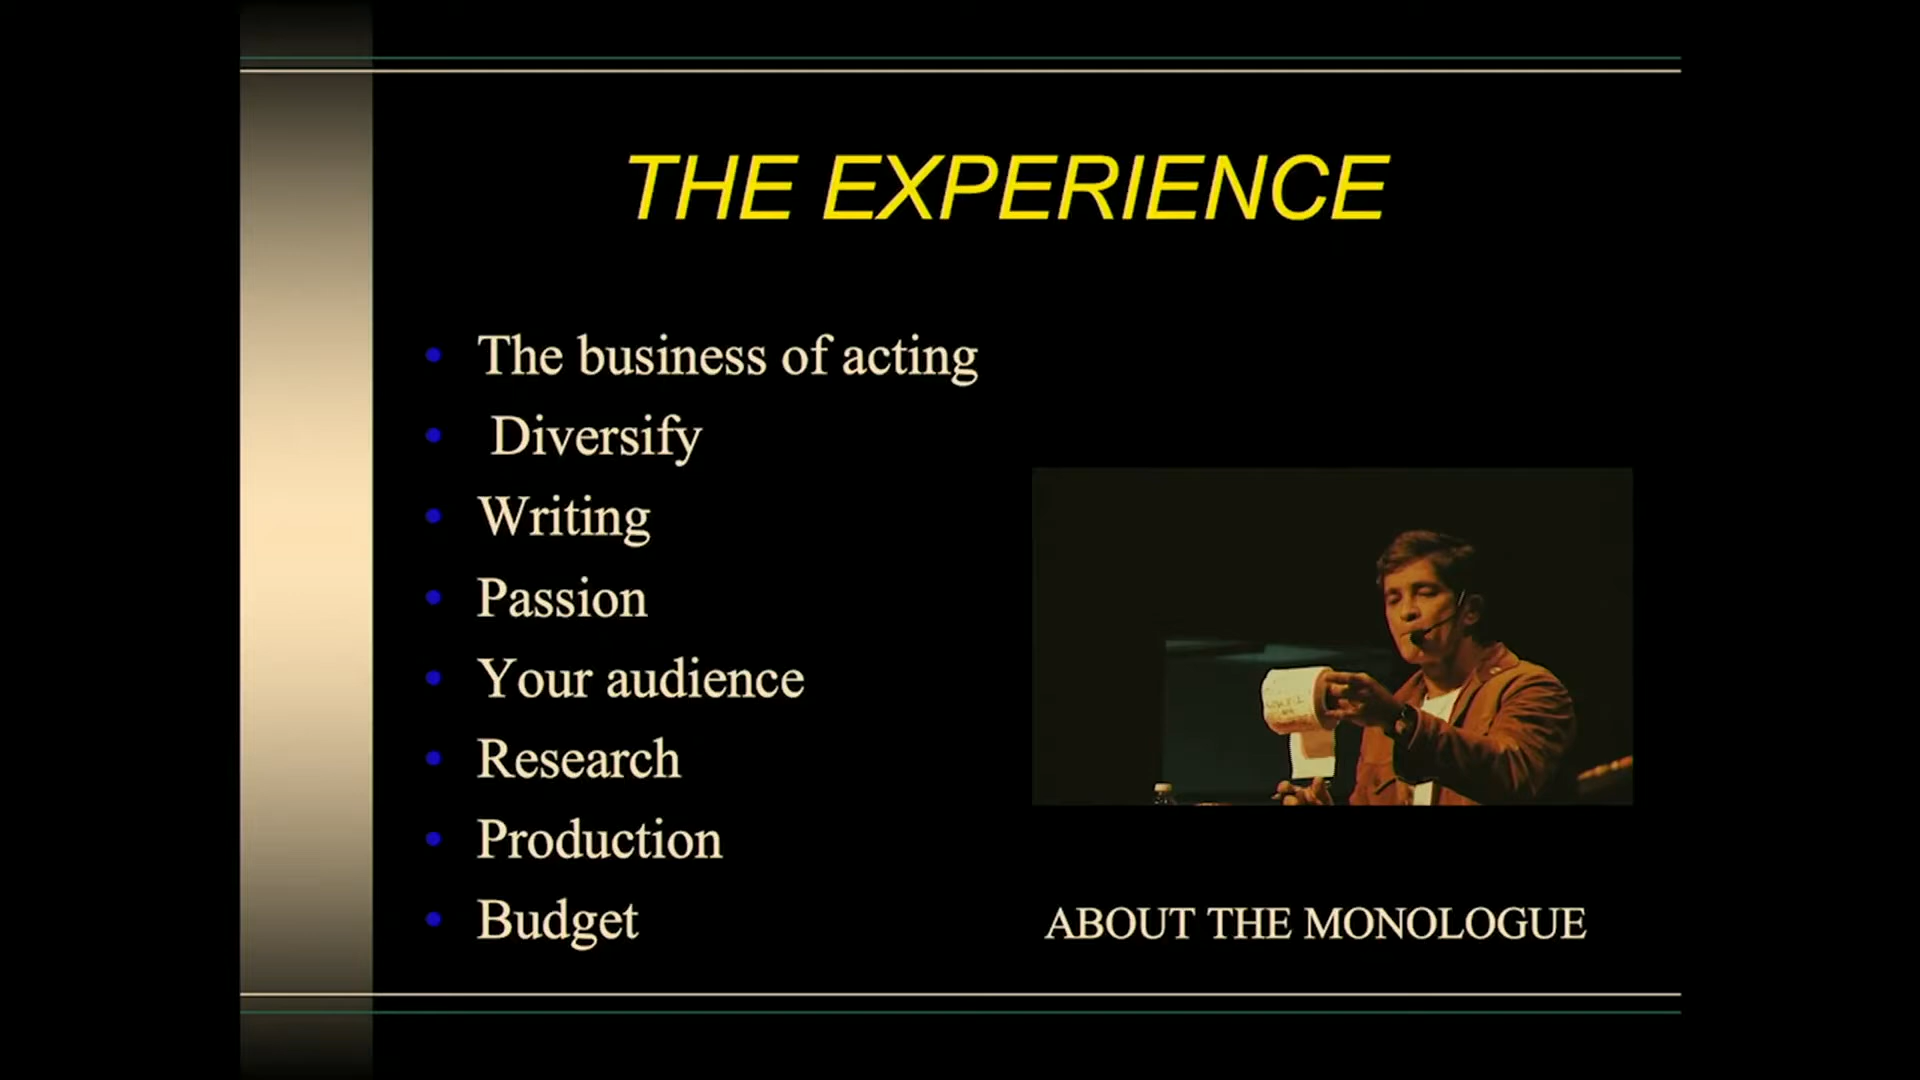 THE EXPERIENCE
The business of acting
Diversify
Writing
Passion
Your audience
Research
Production
Budget
ABOUT THE MONOLOGUE